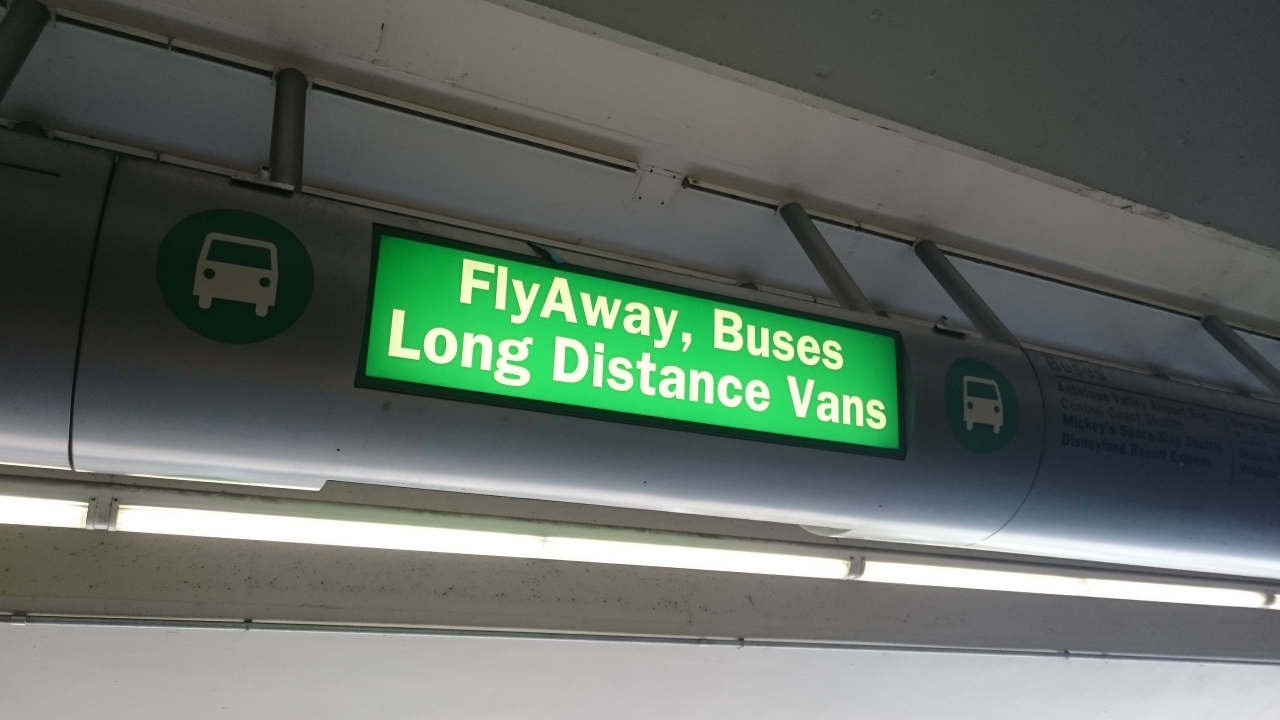 FlyAway, Buses
Long Distance Vans
Buses
Antelope Valley Airport Exp.
Central Coast Shuttle
Mickey's Space Ship Shuttle
Disneyland Resort Express